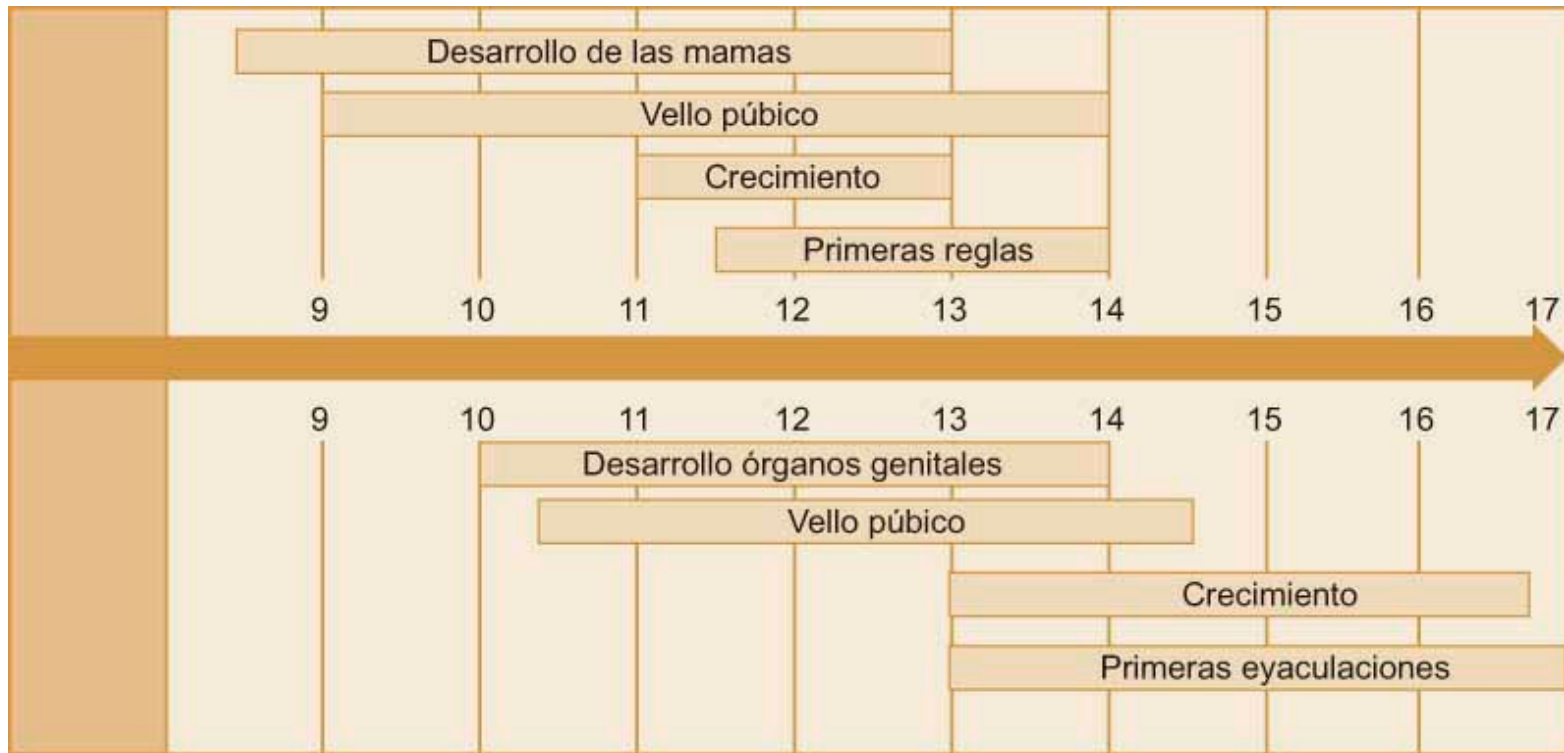 Desarrollo de las mamas
Vello púbico
Crecimiento
Primeras reglas
9 10 11 12 13 14 15 16 17
9 10 11 12 13 14 15 16 17
Desarrollo órganos genitales
Vello púbico
Crecimiento
Primeras eyaculaciones